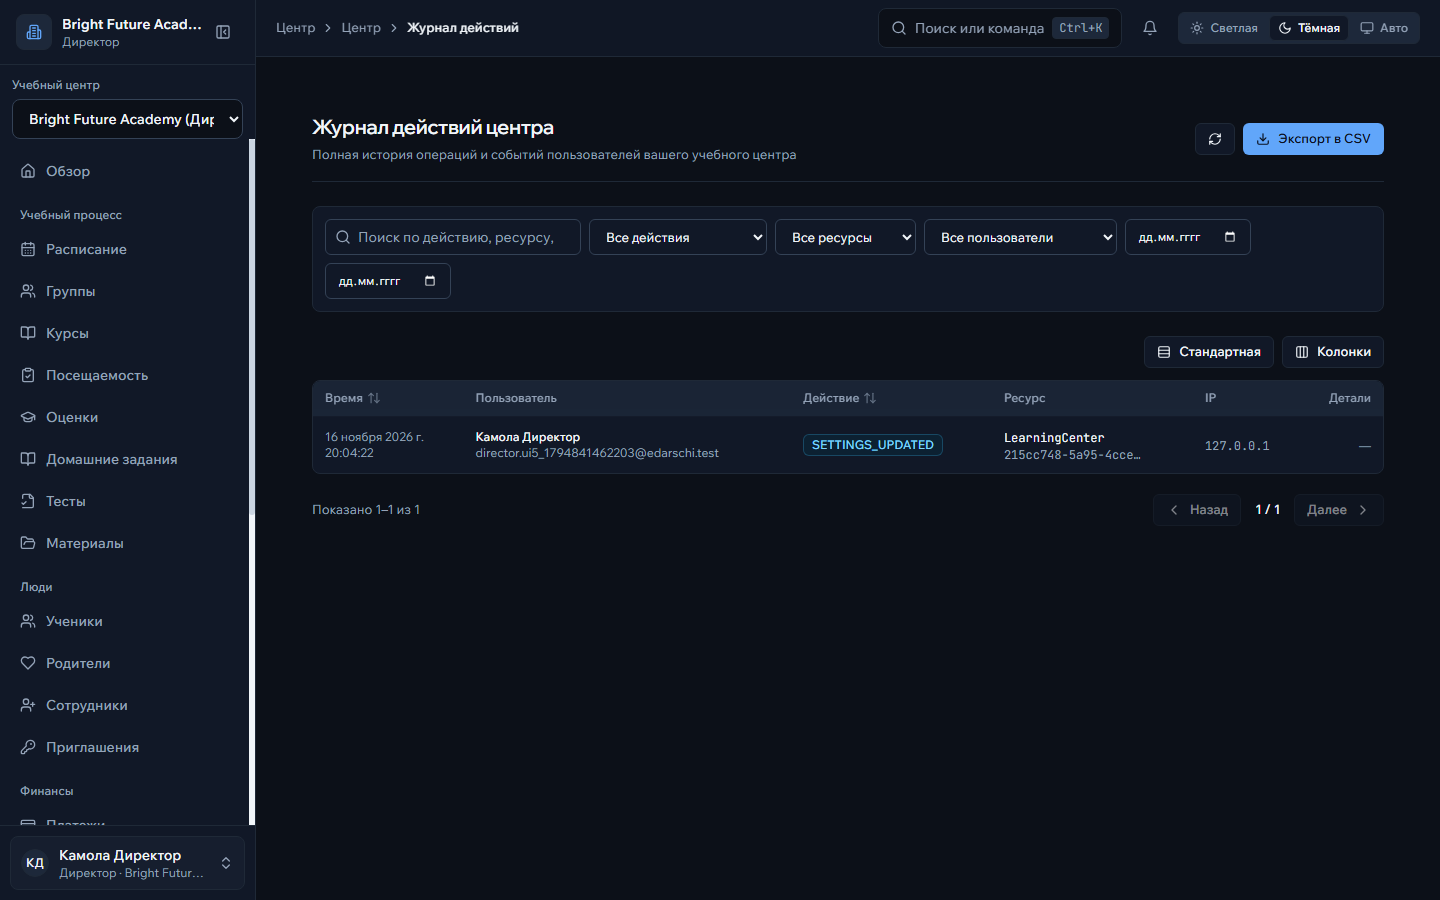 Bright Future Acad...
Директор
Учебный центр
Bright Future Academy (Дир
Обзор
Учебный процесс
Расписание
Группы
Курсы
Посещаемость
Оценки
Домашние задания
Тесты
Материалы
Люди
Ученики
Родители
Сотрудники
Приглашения
Финансы
Платежи
КД
Камола Директор
Директор · Bright Futur...
Центр > Центр > Журнал действий
Поиск или команда Ctrl+K
Светлая Тёмная Авто
Журнал действий центра
Полная история операций и событий пользователей вашего учебного центра
Экспорт в CSV
Поиск по действию, ресурсу, Все действия Все ресурсы Все пользователи дд.мм.гггг
дд.мм.гггг
Стандартная Колонки
Время Пользователь Действие Ресурс IP Детали
16 ноября 2026 г.
20:04:22
Камола Директор
director.ui5_1794841462203@edarschi.test
SETTINGS_UPDATED
LearningCenter
215cc748-5a95-4cce…
127.0.0.1
—
Показано 1–1 из 1
Назад 1 / 1 Далее